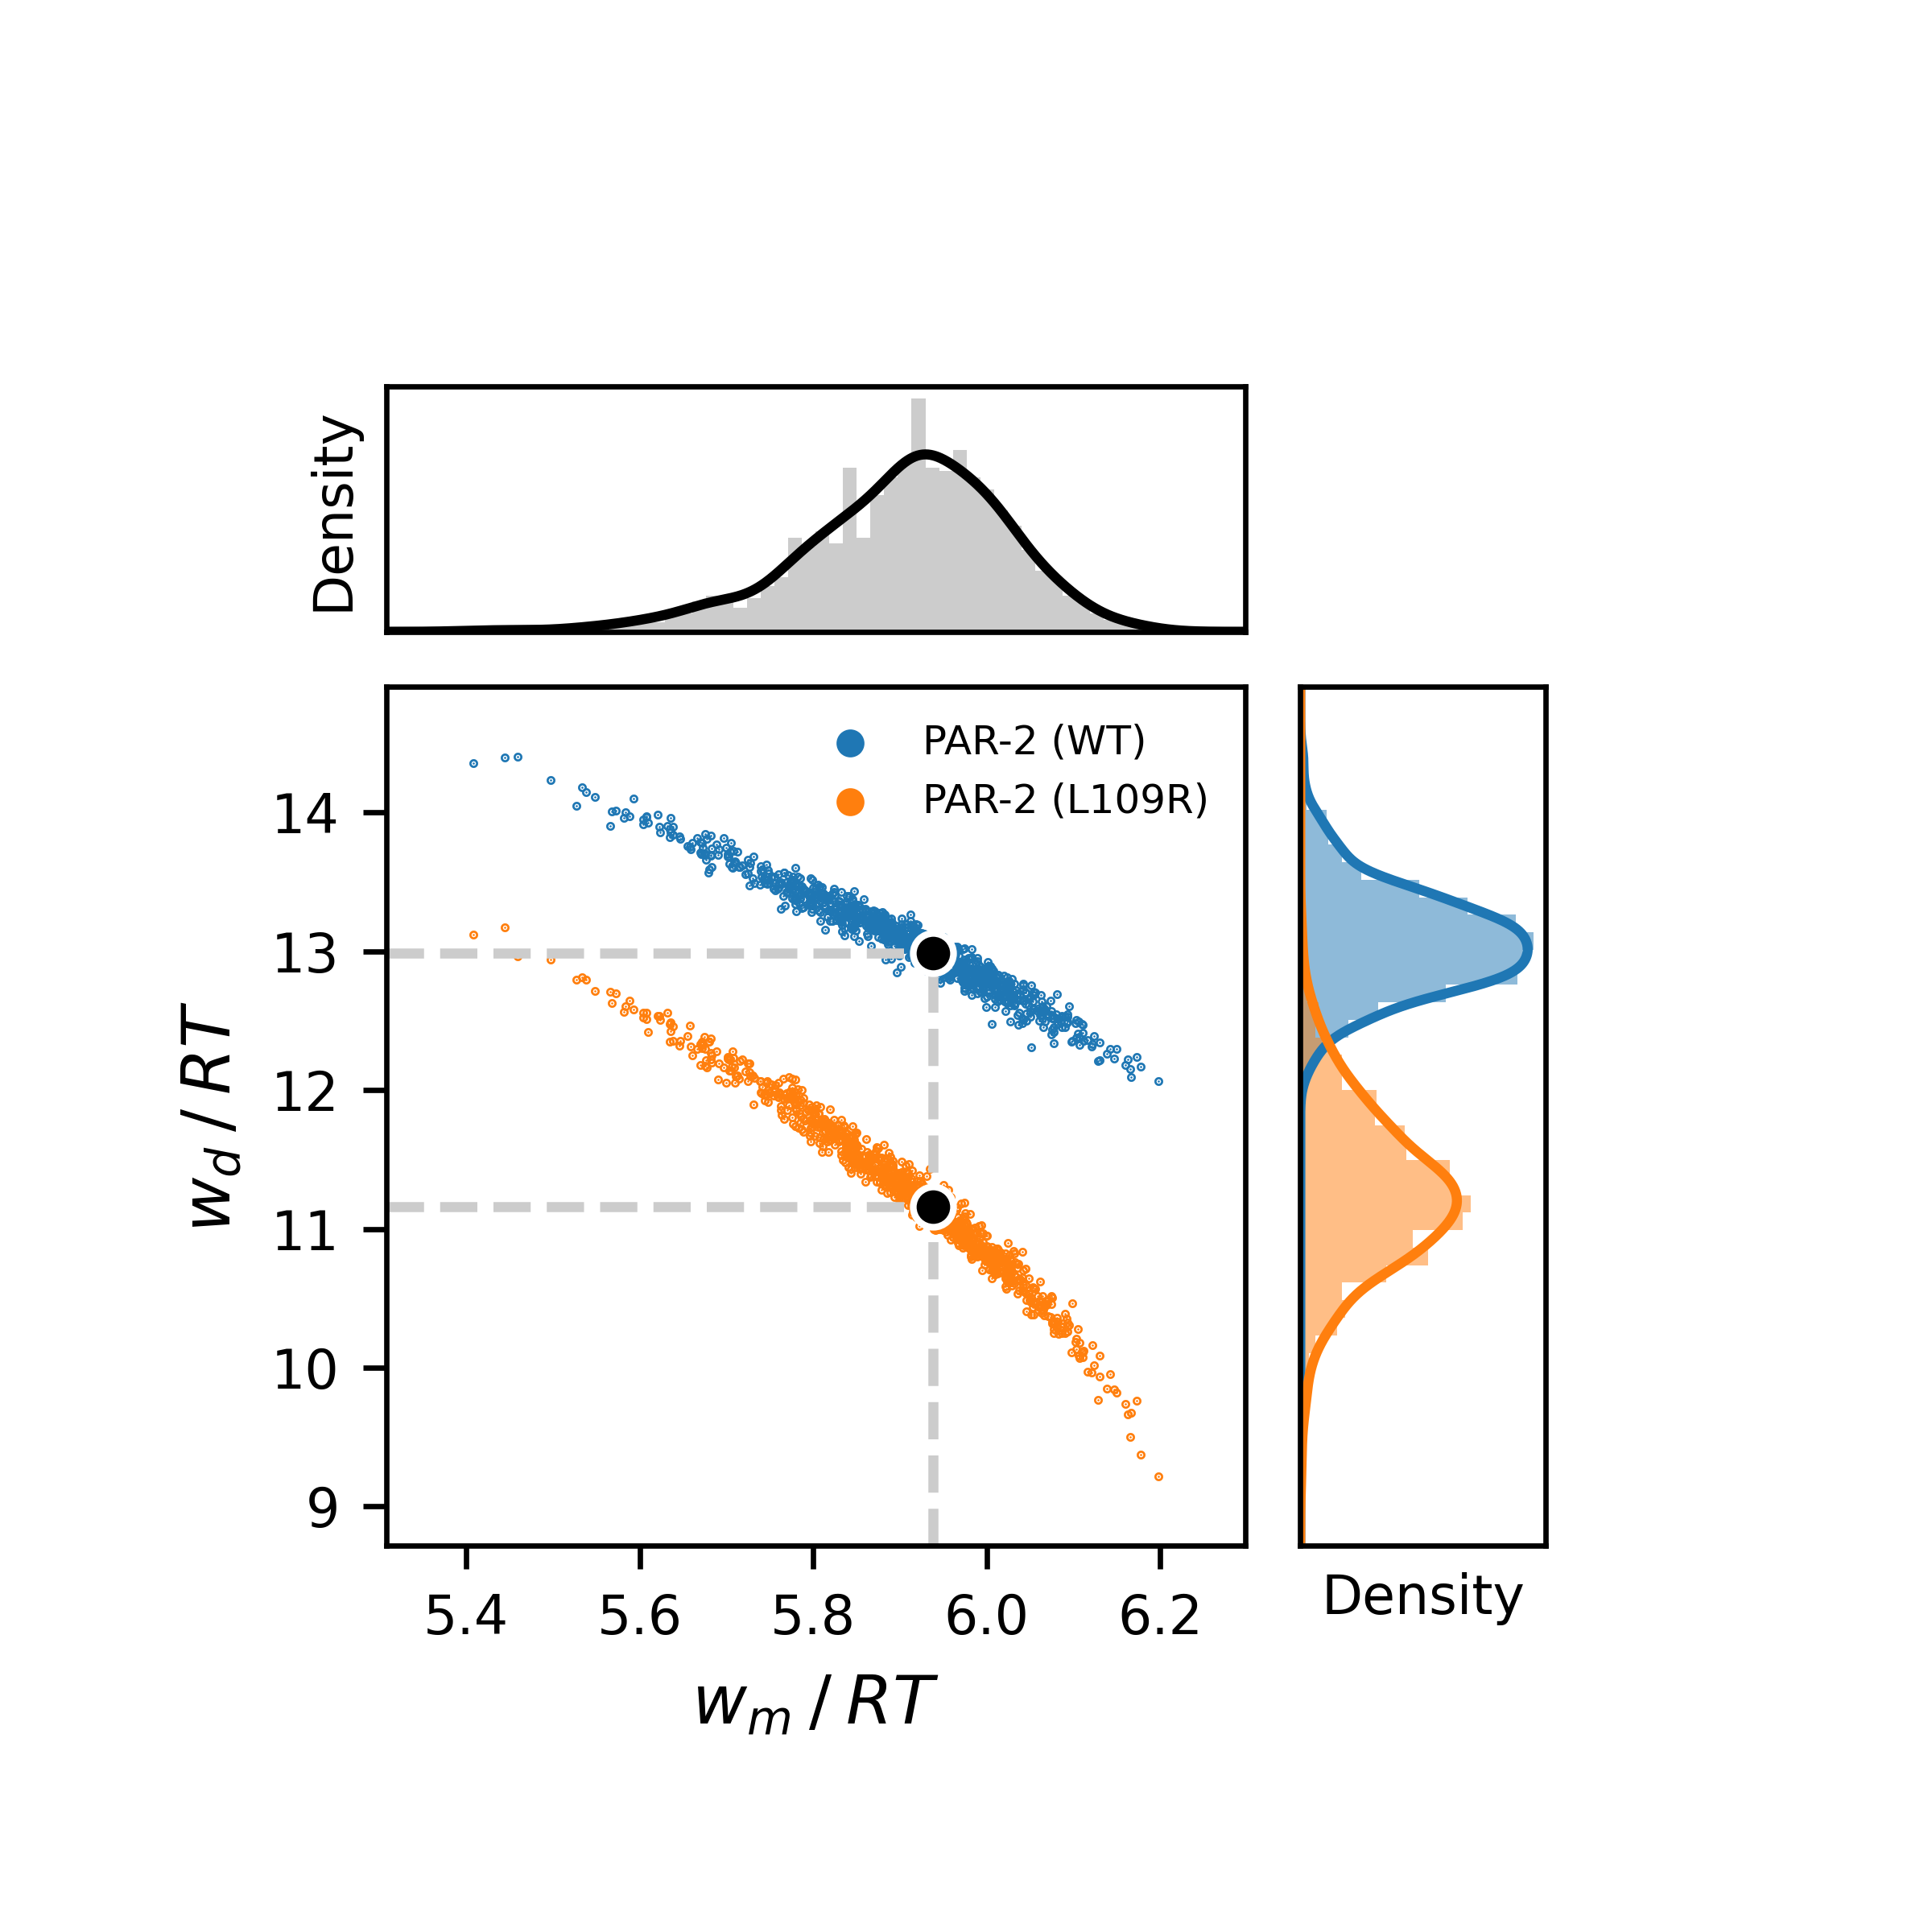 Density
PAR-2 (WT)
PAR-2 (L109R)
14
13
12
11
10
9
w_d / RT
5.4 5.6 5.8 6.0 6.2
w_m / RT
Density